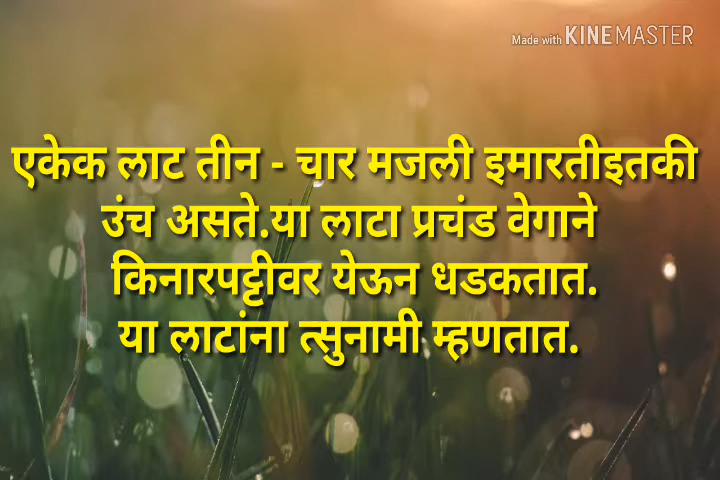 Made with KINEMASTER
एकेक लाट तीन - चार मजली इमारतीइतकी
उंच असते.या लाटा प्रचंड वेगाने
किनारपट्टीवर येऊन धडकतात.
या लाटांना त्सुनामी म्हणतात.